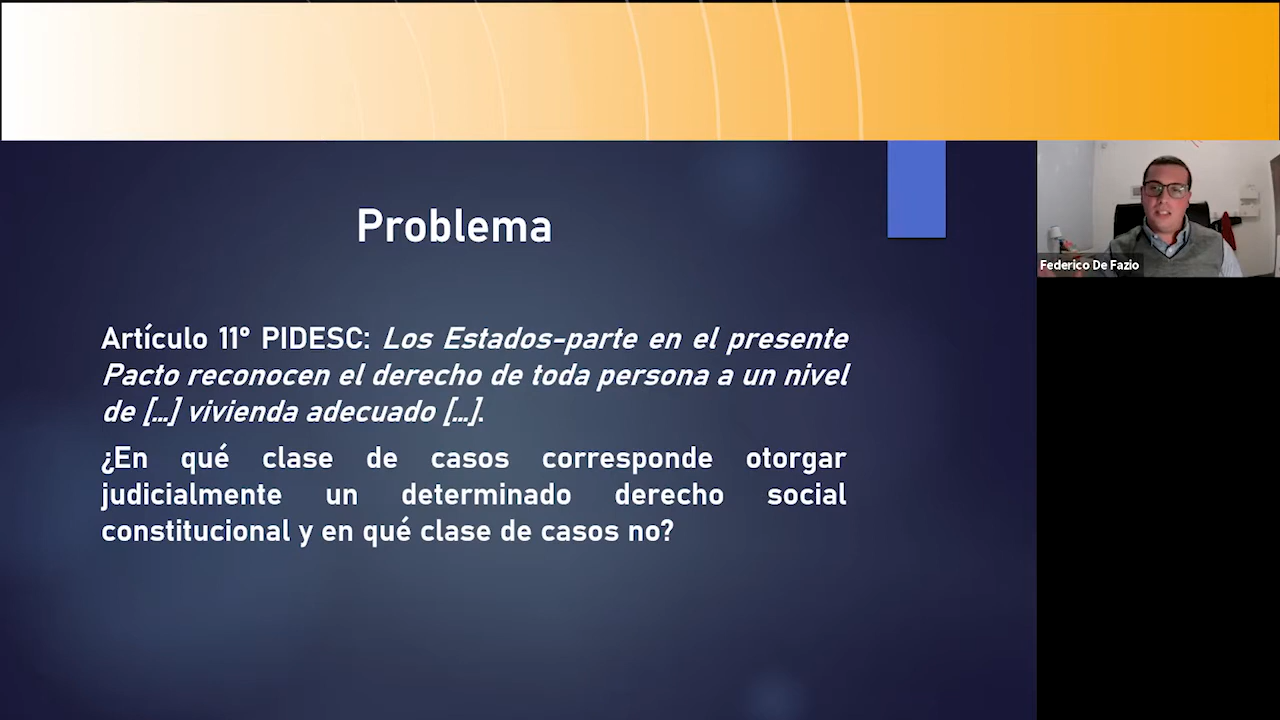 Problema
Artículo 11° PIDESC: Los Estados-parte en el presente
Pacto reconocen el derecho de toda persona a un nivel
de [...] vivienda adecuado [...].
¿En qué clase de casos corresponde otorgar
judicialmente un determinado derecho social
constitucional y en qué clase de casos no?
Federico De Fazio